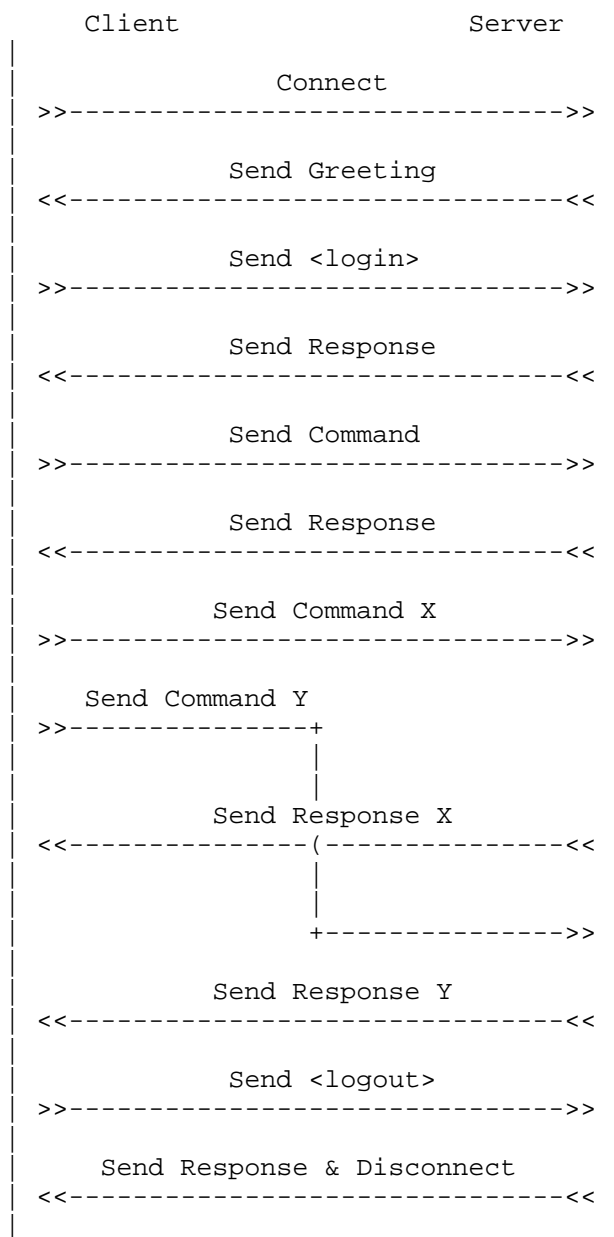 Client Server
Connect
>>------------------------------->>
Send Greeting
<<-------------------------------<<
Send <login>
>>------------------------------->>
Send Response
<<-------------------------------<<
Send Command
>>------------------------------->>
Send Response
<<-------------------------------<<
Send Command X
>>------------------------------->>
Send Command Y
>>---------------+
|
|
Send Response X
<<---------------(---------------<<
|
|
+--------------->>
Send Response Y
<<-------------------------------<<
Send <logout>
>>------------------------------->>
Send Response & Disconnect
<<-------------------------------<<